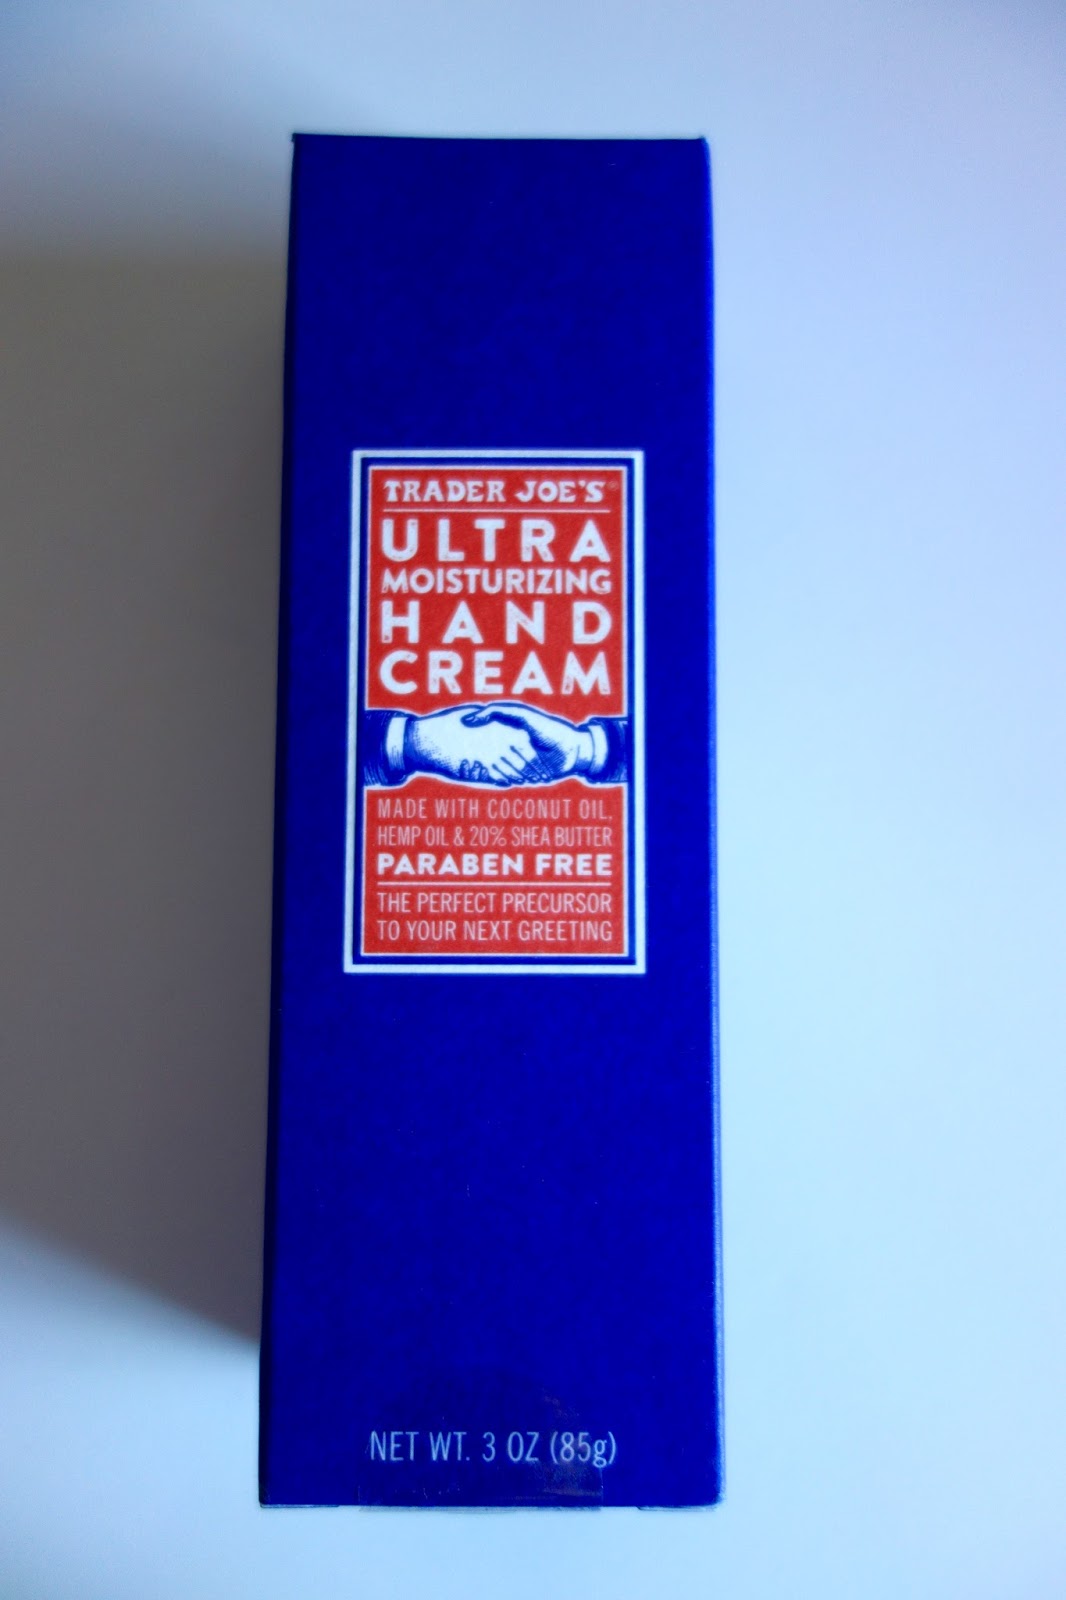 TRADER JOE'S®
ULTRA
MOISTURIZING
HAND
CREAM
MADE WITH COCONUT OIL,
HEMP OIL & 20% SHEA BUTTER
PARABEN FREE
THE PERFECT PRECURSOR
TO YOUR NEXT GREETING
NET WT. 3 OZ (85g)